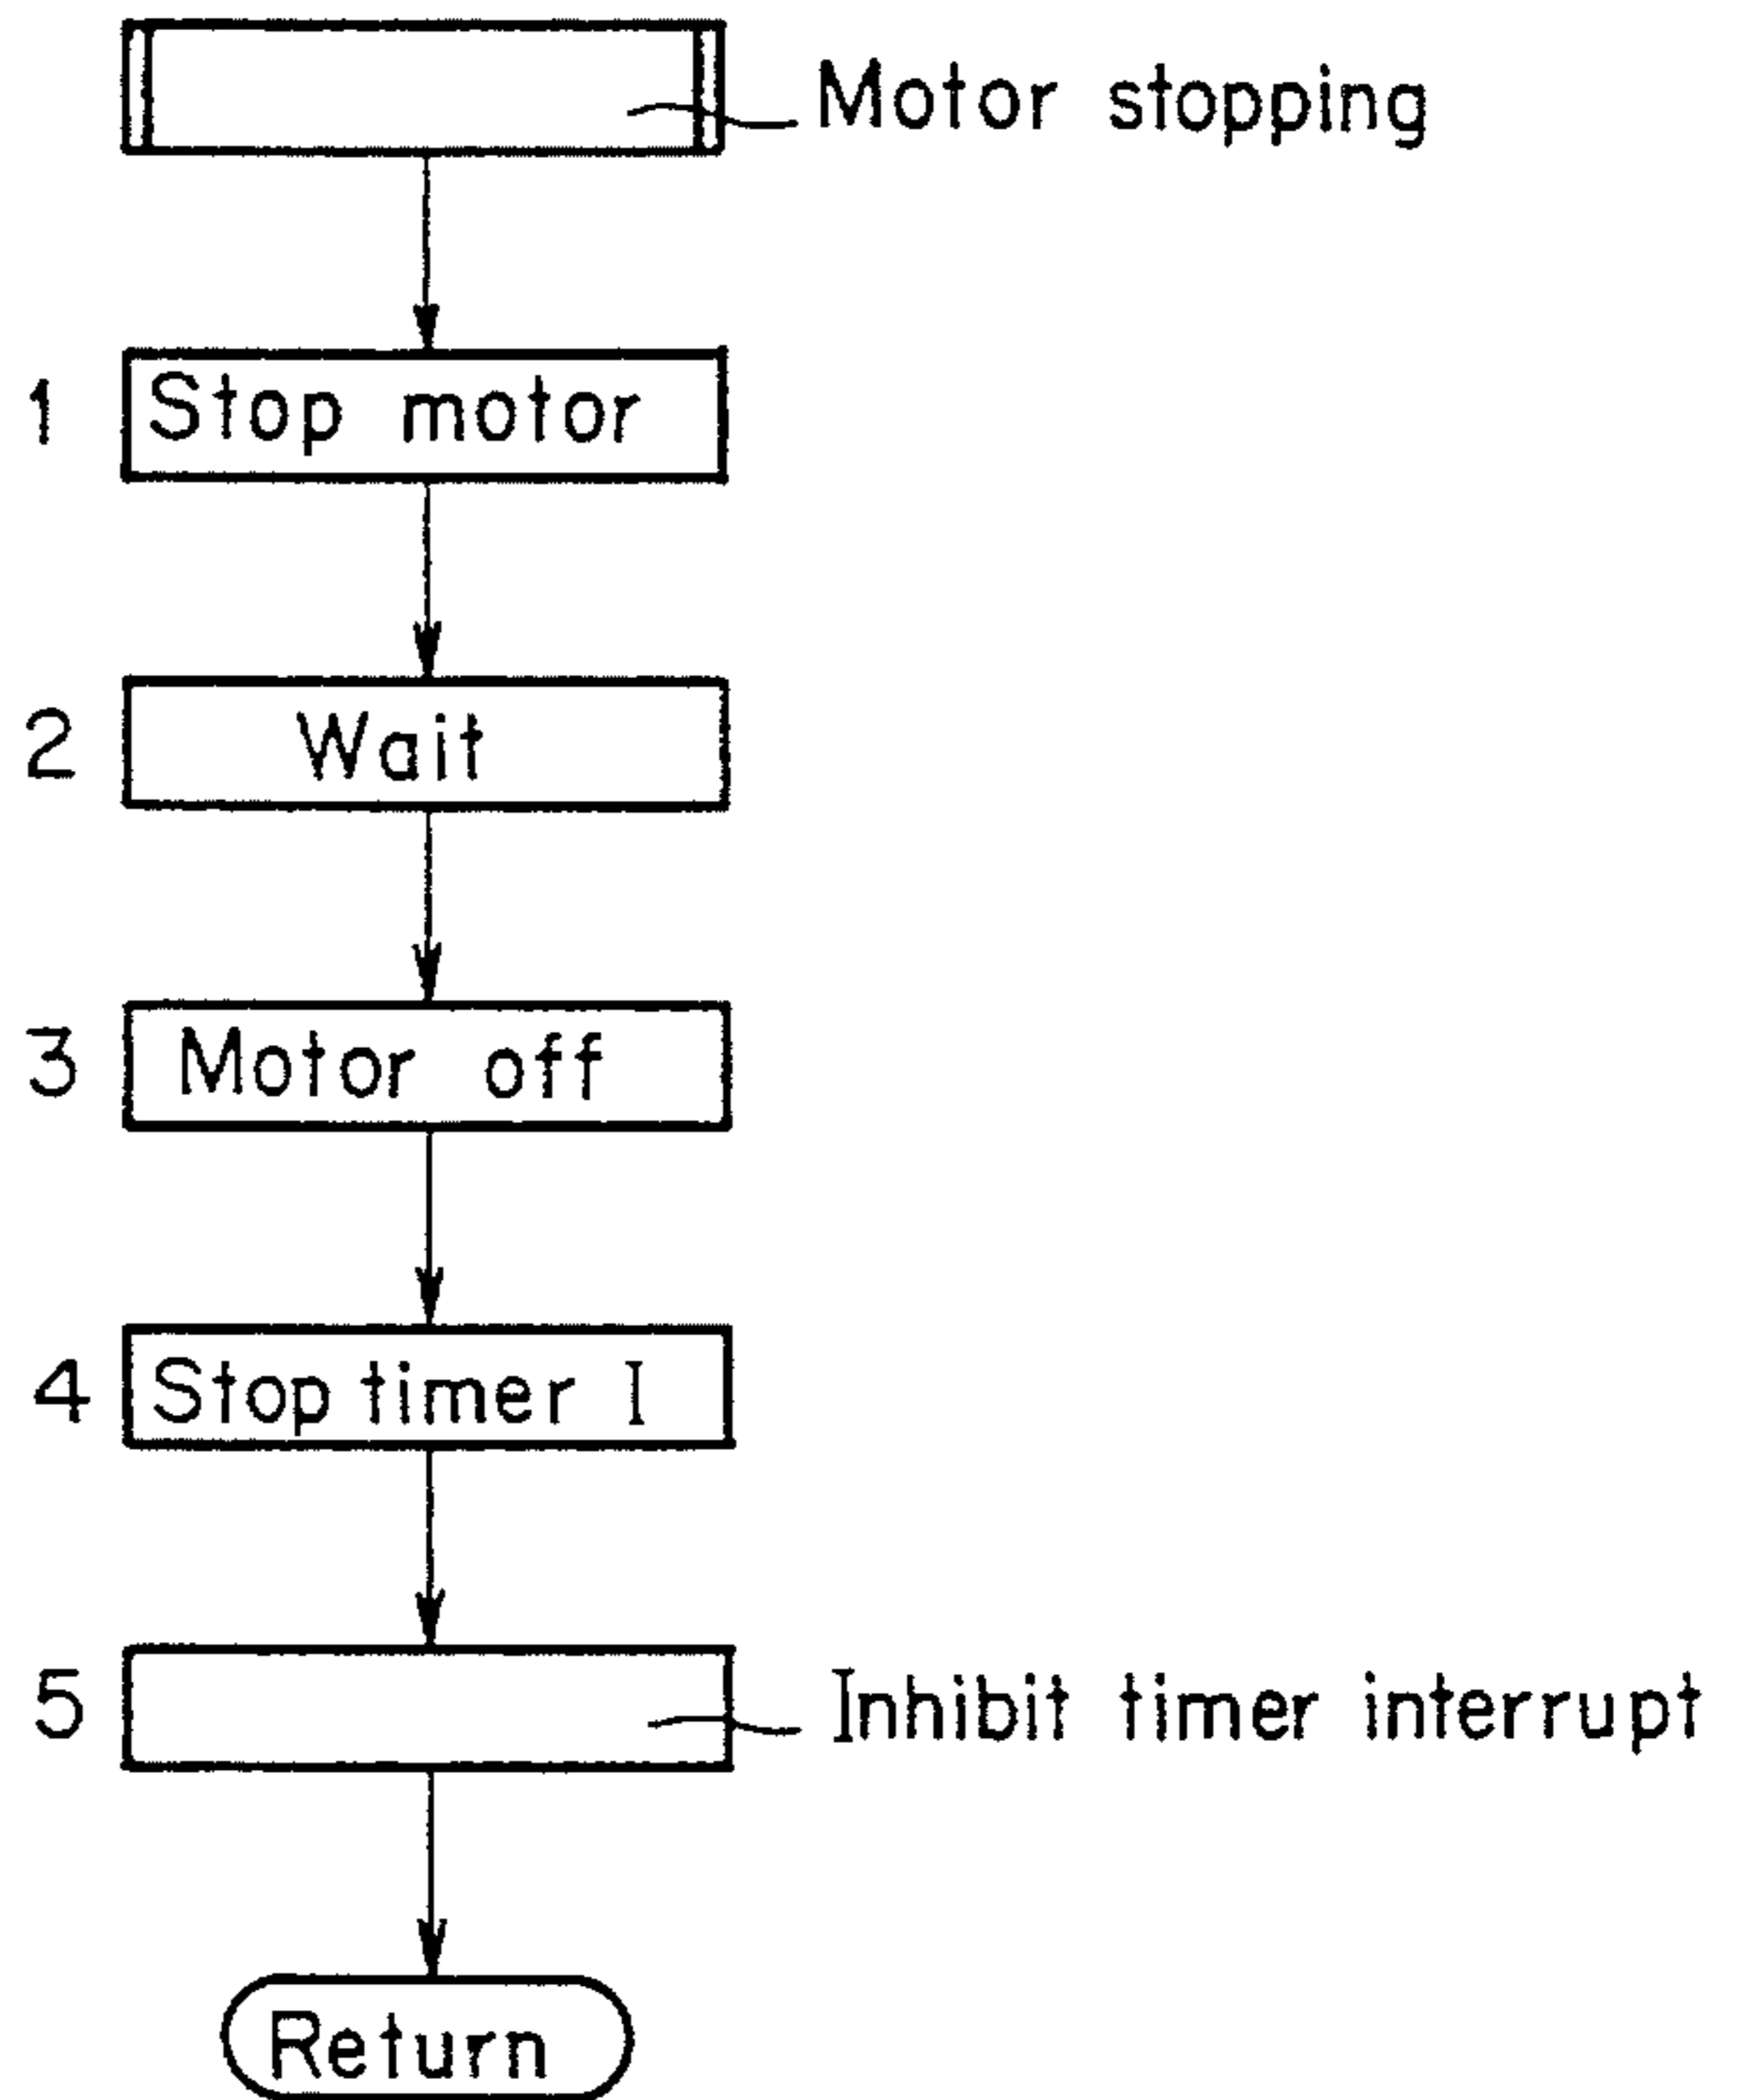 Motor stopping
1 Stop motor
2 Wait
3 Motor off
4 Stop timer I
5 Inhibit timer interrupt
Return